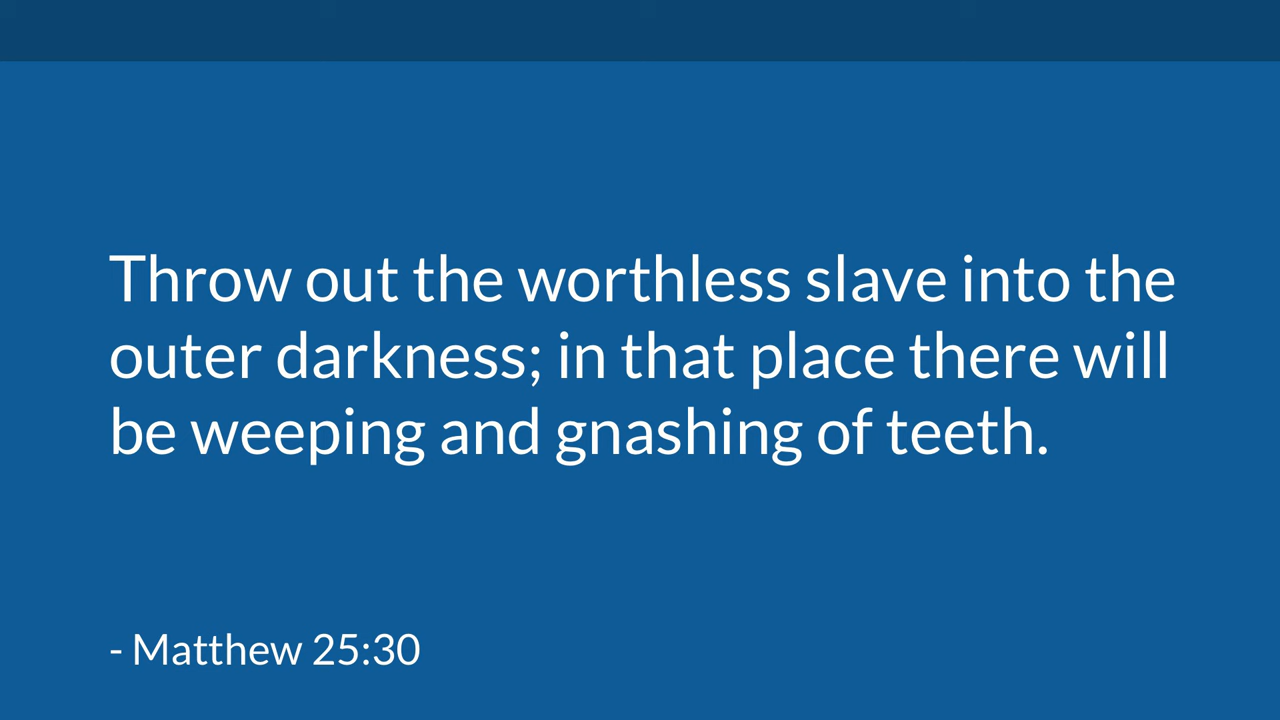 Throw out the worthless slave into the
outer darkness; in that place there will
be weeping and gnashing of teeth.
- Matthew 25:30